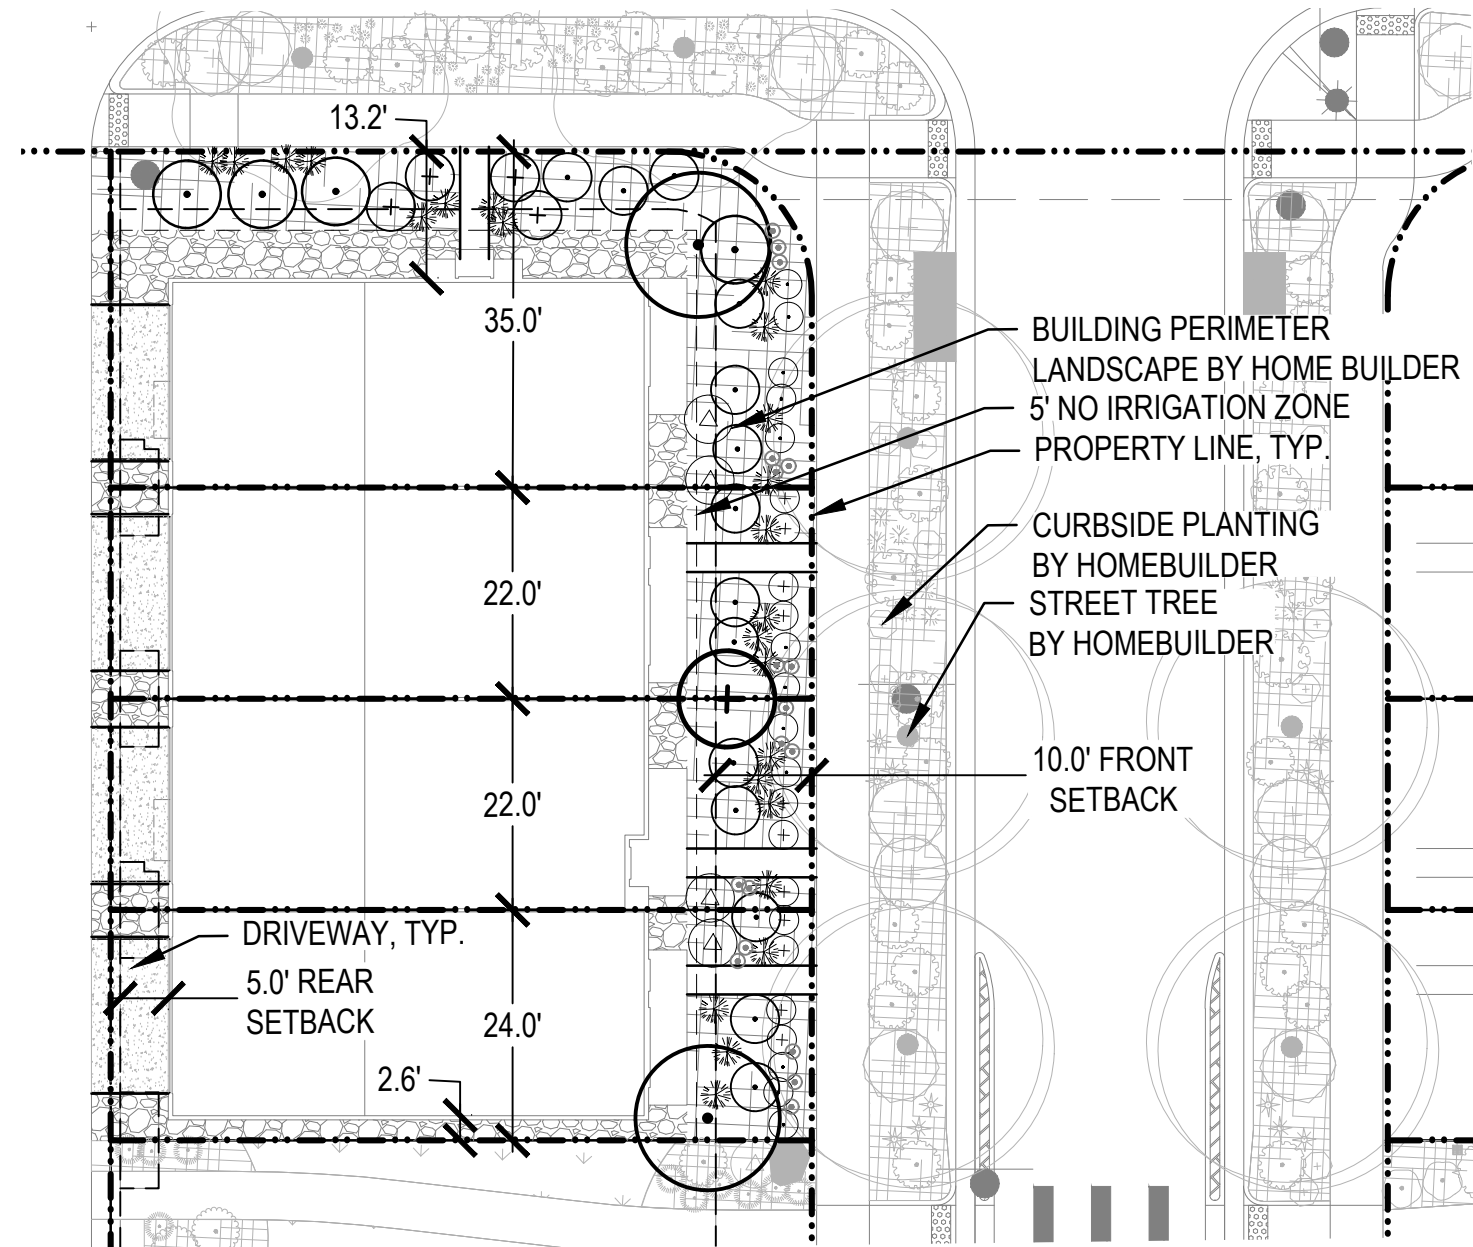 13.2'
35.0'
BUILDING PERIMETER
LANDSCAPE BY HOME BUILDER
5' NO IRRIGATION ZONE
PROPERTY LINE, TYP.
CURBSIDE PLANTING
BY HOMEBUILDER
22.0'
STREET TREE
BY HOMEBUILDER
10.0' FRONT
SETBACK
22.0'
DRIVEWAY, TYP.
5.0' REAR
SETBACK
24.0'
2.6'